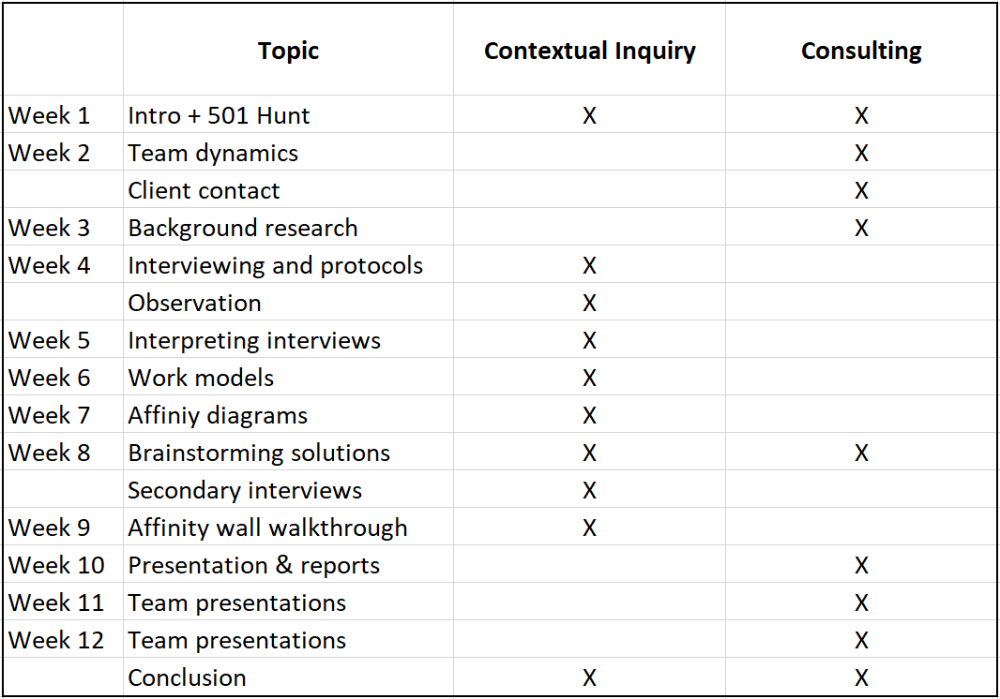 Topic Contextual Inquiry Consulting
Week 1 Intro + 501 Hunt X X
Week 2 Team dynamics X
Client contact X
Week 3 Background research X
Week 4 Interviewing and protocols X
Observation X
Week 5 Interpreting interviews X
Week 6 Work models X
Week 7 Affiniy diagrams X
Week 8 Brainstorming solutions X X
Secondary interviews X
Week 9 Affinity wall walkthrough X
Week 10 Presentation & reports X
Week 11 Team presentations X
Week 12 Team presentations X
Conclusion X X